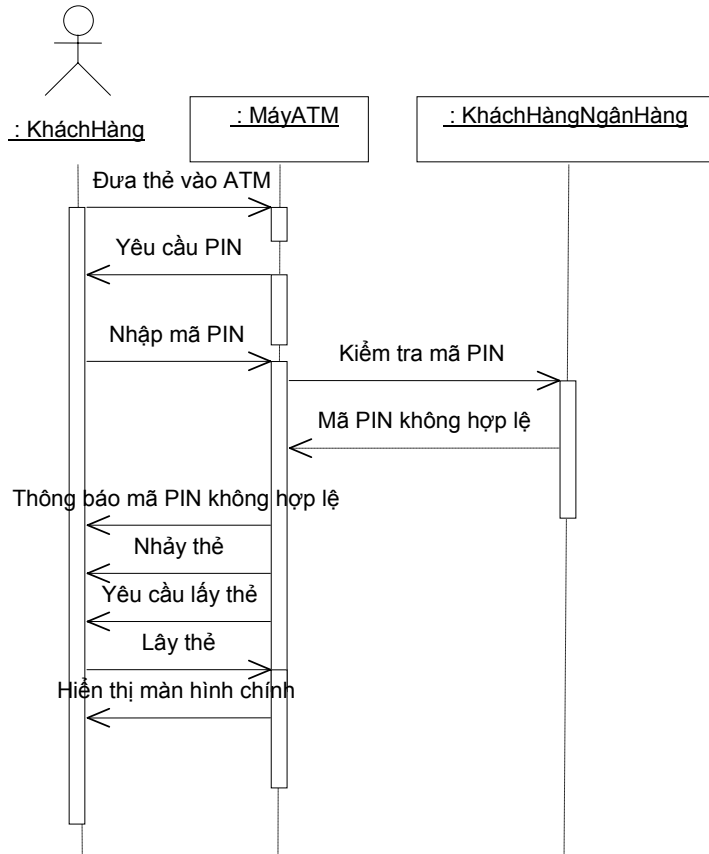 : KháchHàng
: MáyATM
: KháchHàngNgânHàng
Đưa thẻ vào ATM
Yêu cầu PIN
Nhập mã PIN
Kiểm tra mã PIN
Mã PIN không hợp lệ
Thông báo mã PIN không hợp lệ
Nhảy thẻ
Yêu cầu lấy thẻ
Lây thẻ
Hiển thị màn hình chính